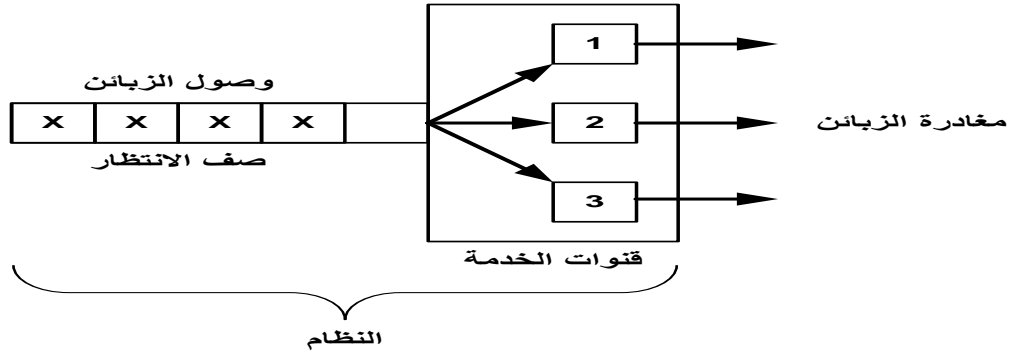 1
وصول الزبائن
X X X X
2
مغادرة الزبائن
صف الانتظار
3
قنوات الخدمة
النظام